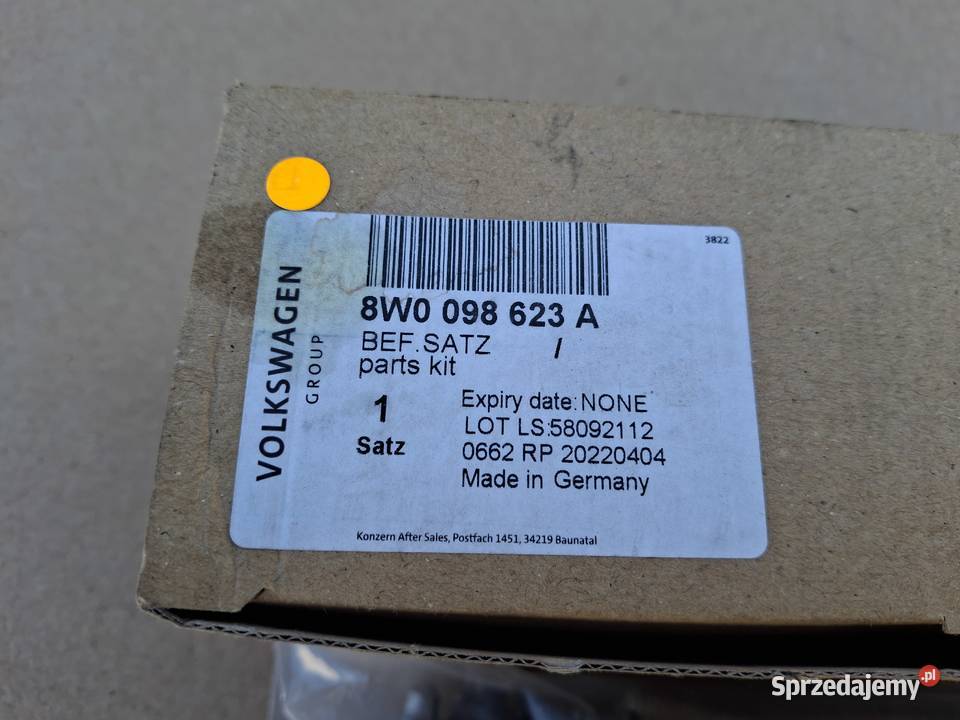 3822
VOLKSWAGEN
GROUP
8W0 098 623 A
BEF.SATZ /
parts kit
1
Satz
Expiry date: NONE
LOT LS:58092112
0662 RP 20220404
Made in Germany
Konzern After Sales, Postfach 1451, 34219 Baunatal
Sprzedajemy.pl